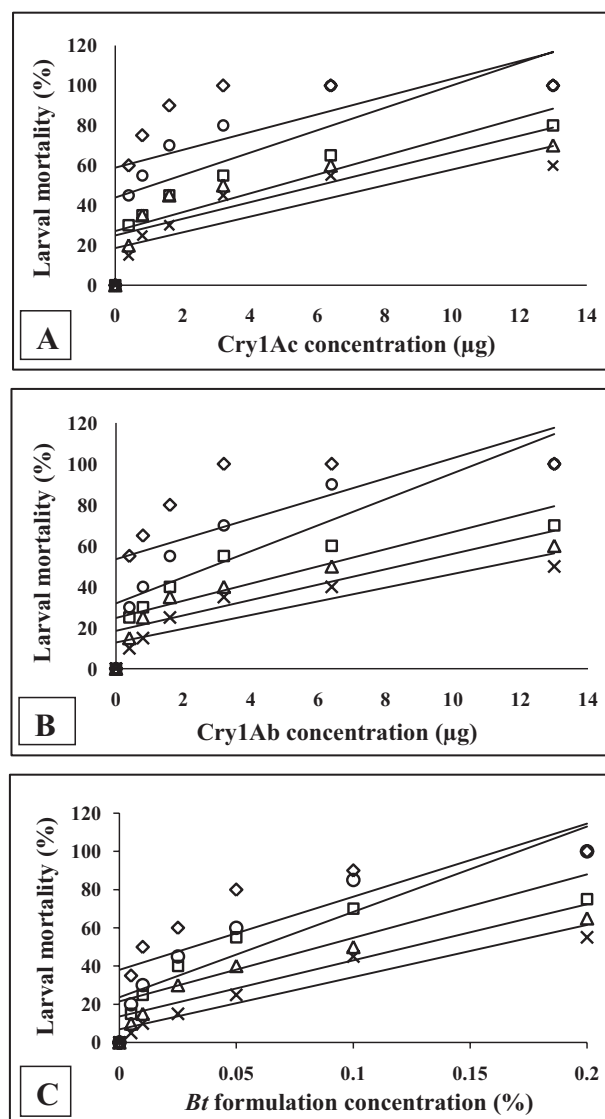 Larval mortality (%)
120
100
80
60
40
20
0
0 2 4 6 8 10 12 14
Cry1Ac concentration (µg)
A
Larval mortality (%)
120
100
80
60
40
20
0
0 2 4 6 8 10 12 14
Cry1Ab concentration (µg)
B
Larval mortality (%)
120
100
80
60
40
20
0
0 0.05 0.1 0.15 0.2
Bt formulation concentration (%)
C